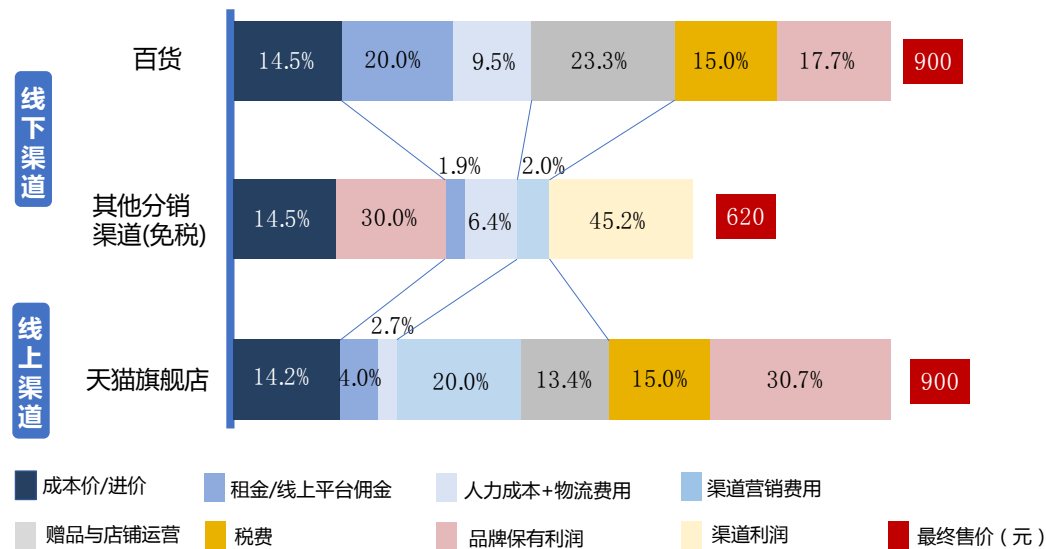 线下渠道
百货
14.5%
20.0%
9.5%
23.3%
15.0%
17.7%
900
其他分销
渠道(免税)
14.5%
30.0%
1.9%
6.4%
2.0%
45.2%
620
线上渠道
天猫旗舰店
14.2%
4.0%
2.7%
20.0%
13.4%
15.0%
30.7%
900
成本价/进价
租金/线上平台佣金
人力成本+物流费用
渠道营销费用
赠品与店铺运营
税费
品牌保有利润
渠道利润
最终售价（元）